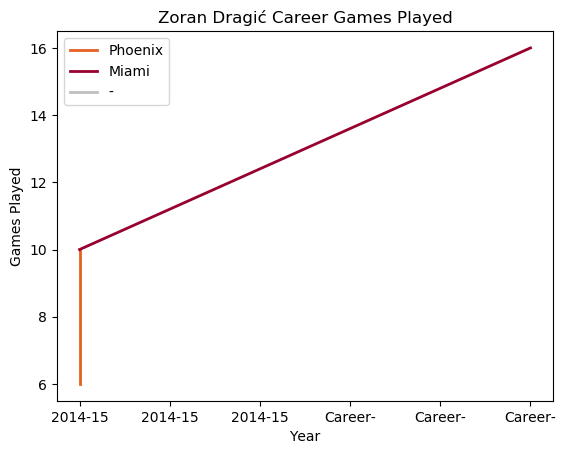 Zoran Dragić Career Games Played
Phoenix
Miami
-
16
14
12
10
8
6
Games Played
2014-15 2014-15 2014-15 Career- Career- Career-
Year